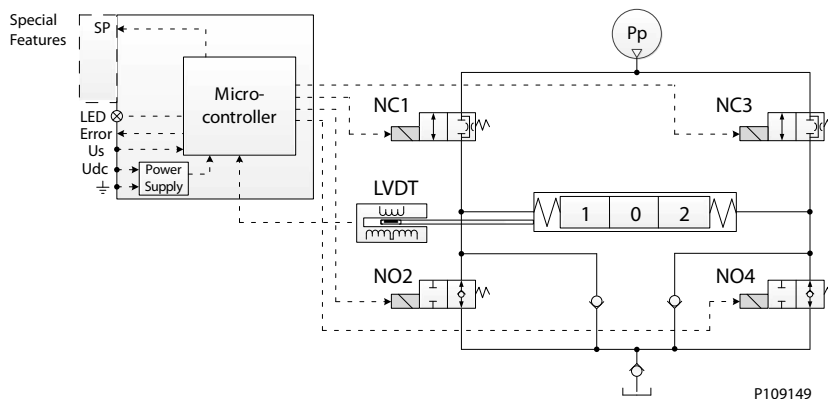 Special
Features
SP
Pp
Micro-
controller
NC1
NC3
LED
Error
Us
Udc
Power
Supply
LVDT
1 0 2
NO2
NO4
P109149